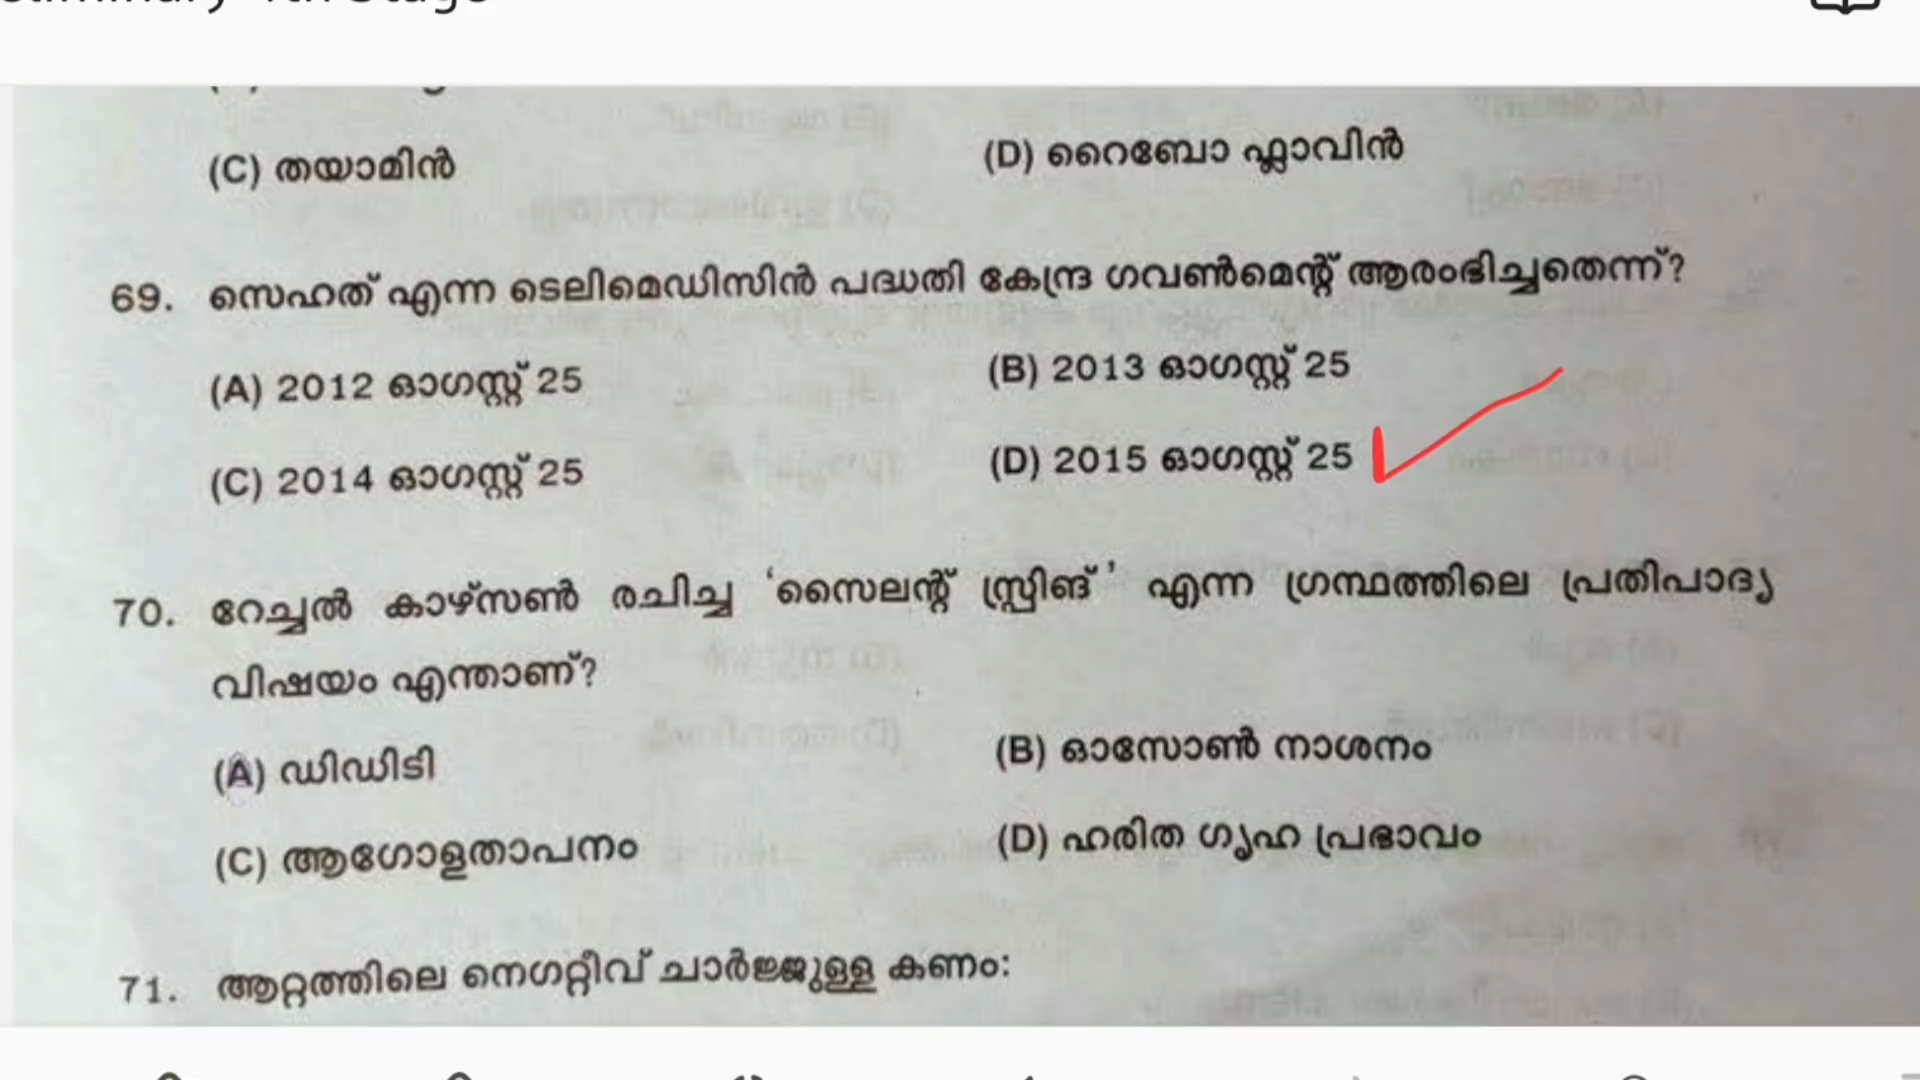 (C) തയാമിൻ
(D) റൈബോ ഫ്ലാവിൻ
69. സെഹത് എന്ന ടെലിമെഡിസിൻ പദ്ധതി കേന്ദ്ര ഗവൺമെന്റ് ആരംഭിച്ചതെന്ന്?
(A) 2012 ഓഗസ്റ്റ് 25
(B) 2013 ഓഗസ്റ്റ് 25
(C) 2014 ഓഗസ്റ്റ് 25
(D) 2015 ഓഗസ്റ്റ് 25
70. റേച്ചൽ കാഴ്സൺ രചിച്ച 'സൈലന്റ് സ്പ്രിങ്' എന്ന ഗ്രന്ഥത്തിലെ പ്രതിപാദ്യ
വിഷയം എന്താണ്?
(A) ഡിഡിടി
(B) ഓസോൺ നാശനം
(C) ആഗോളതാപനം
(D) ഹരിത ഗൃഹ പ്രഭാവം
71. ആറ്റത്തിലെ നെഗറ്റീവ് ചാർജ്ജുള്ള കണം: